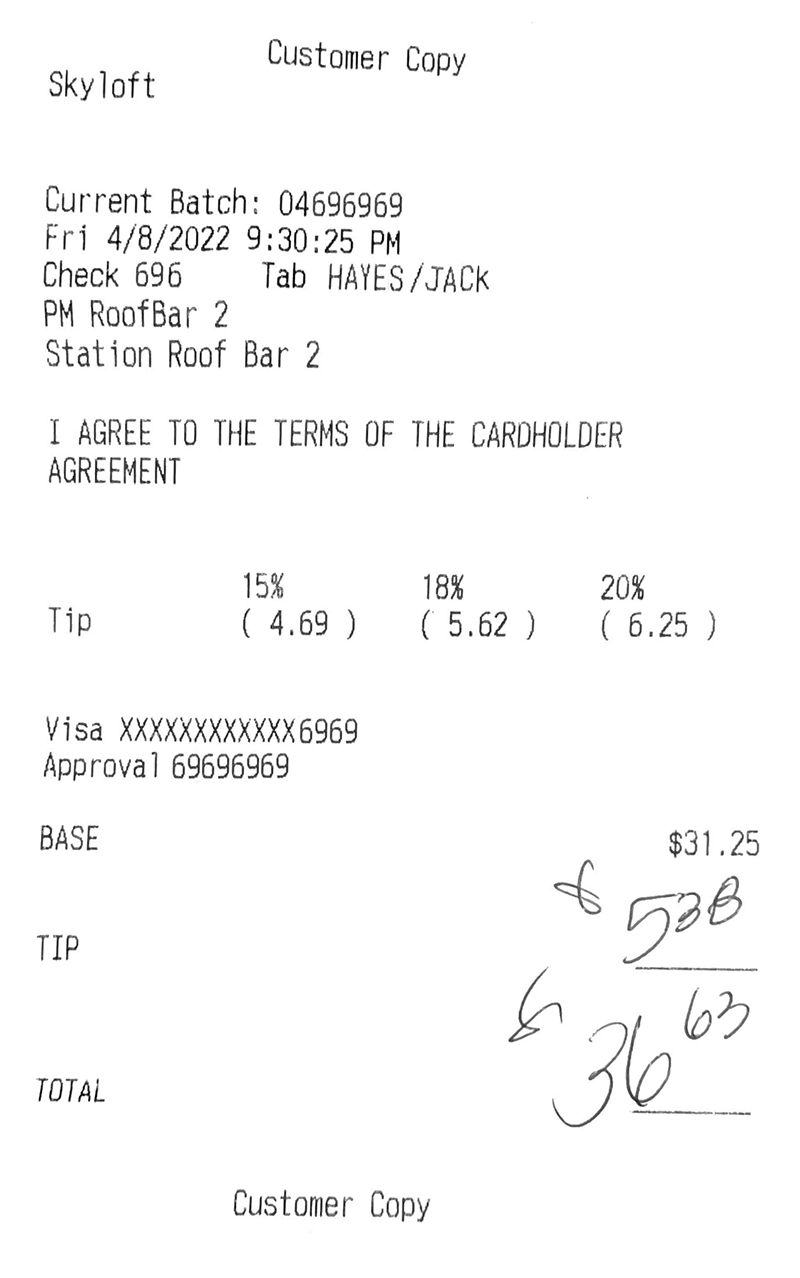 Customer Copy
Skyloft
Current Batch: 04696969
Fri 4/8/2022 9:30:25 PM
Check 696 Tab HAYES/JACK
PM RoofBar 2
Station Roof Bar 2
I AGREE TO THE TERMS OF THE CARDHOLDER
AGREEMENT
15% 18% 20%
Tip ( 4.69 ) ( 5.62 ) ( 6.25 )
Visa XXXXXXXXXXXX6969
Approval 69696969
BASE $31.25
TIP $ 538
TOTAL $ 36 63
Customer Copy